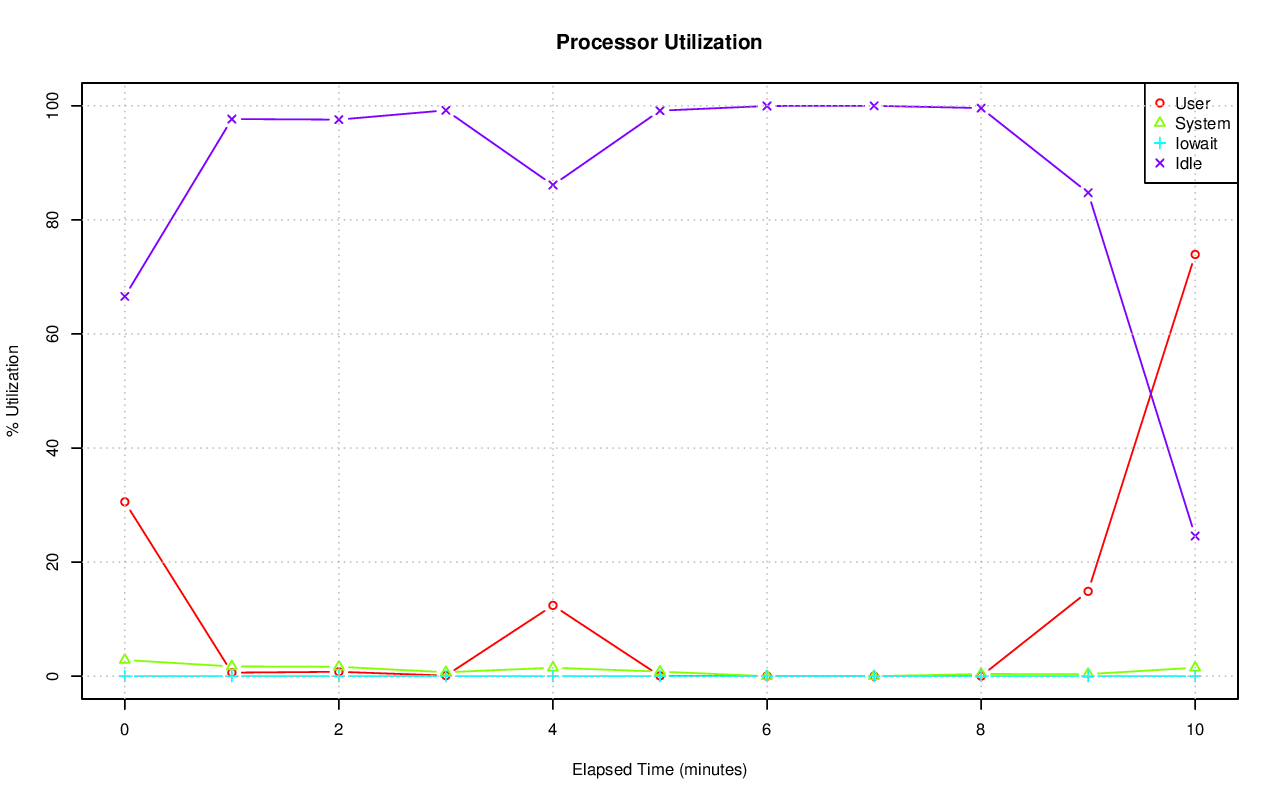 Processor Utilization
User
System
Iowait
Idle
% Utilization
100
80
60
40
20
0
0 2 4 6 8 10
Elapsed Time (minutes)